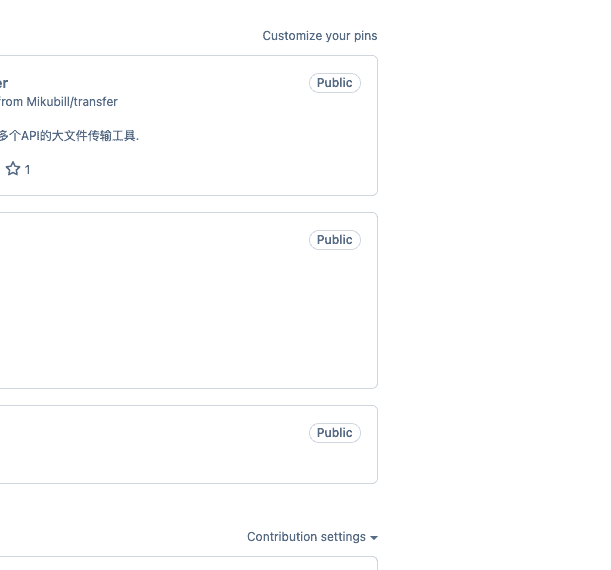 Customize your pins
er
Public
from Mikubill/transfer
多个API的大文件传输工具.
1
Public
Public
Contribution settings